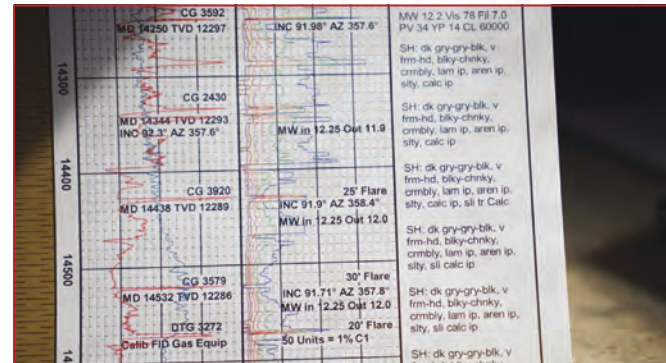 CG 3592
MD 14250 TVD 12297
INC 91.98° AZ 357.6°
14300
CG 2430
MD 14344 TVD 12293
INC 92.3° AZ 357.6°
MW in 12.25 Out 11.9
14400
CG 3920
MD 14438 TVD 12289
25' Flare
INC 91.9° AZ 358.4°
MW in 12.25 Out 12.0
14500
CG 3579
MD 14532 TVD 12286
30' Flare
INC 91.71° AZ 357.8°
MW in 12.25 Out 12.0
DTG 3272
Calib FID Gas Equip
20' Flare
50 Units = 1% C1
14
MW 12.2 Vis 78 Fil 7.0
PV 34 YP 14 CL 60000
SH: dk gry-gry-blk, v
frm-hd, blky-chnky,
crmbly, lam ip, aren ip,
slty, calc ip
SH: dk gry-gry-blk, v
frm-hd, blky-chnky,
crmbly, lam ip, aren ip,
slty, calc ip
SH: dk gry-gry-blk, v
frm-hd, blky-chnky,
crmbly, lam ip, aren ip,
slty, calc ip, sli tr Calc
SH: dk gry-gry-blk, v
frm-hd, blky-chnky,
crmbly, lam ip, aren ip,
slty, sli calc ip
SH: dk gry-gry-blk, v
frm-hd, blky-chnky,
crmbly, lam ip, aren ip,
slty, sli calc ip
SH: dk gry-gry-blk, v